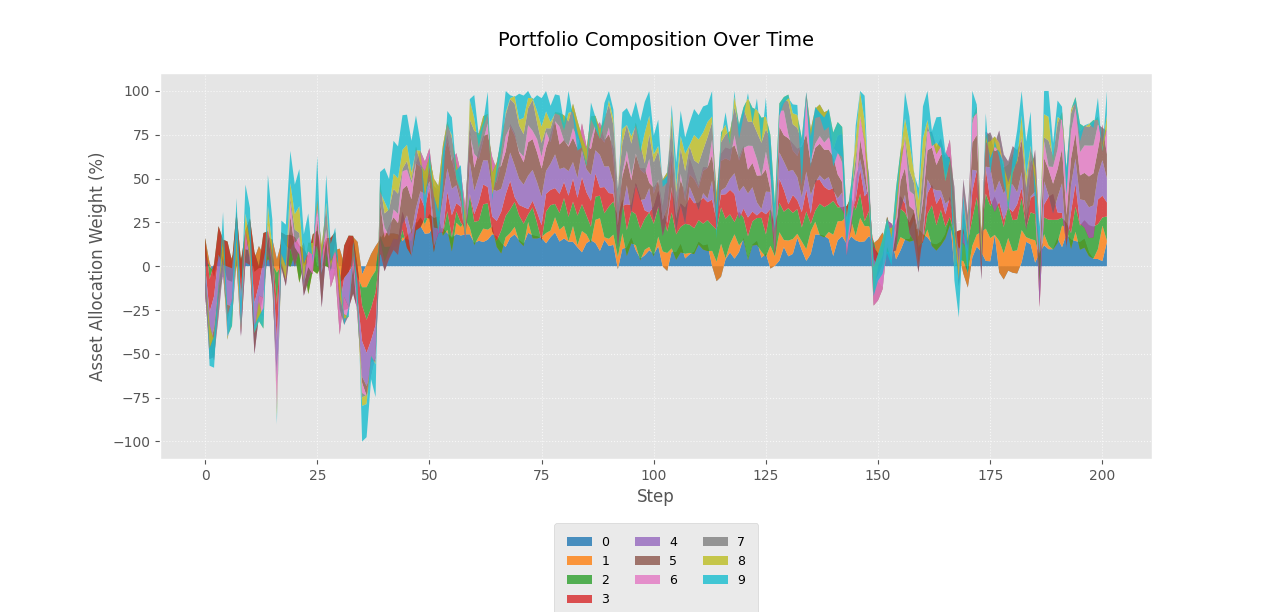 Portfolio Composition Over Time
Asset Allocation Weight (%)
100
75
50
25
0
−25
−50
−75
−100
0 25 50 75 100 125 150 175 200
Step
0 4 7
1 5 8
2 6 9
3